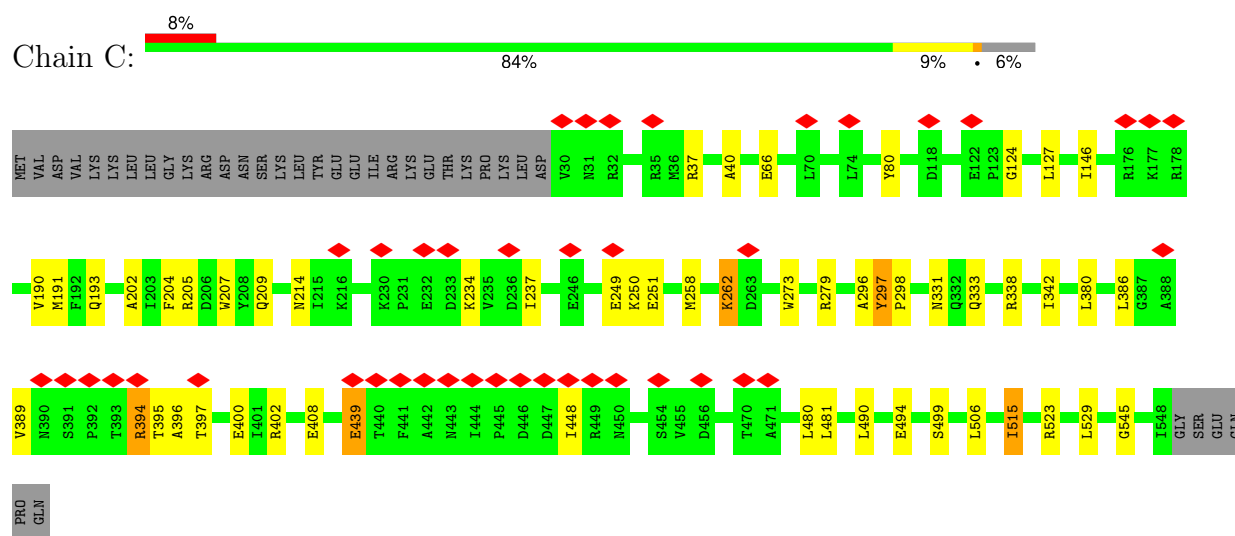 8%
Chain C:
84% 9% • 6%
MET VAL ASP VAL LYS LYS LEU LEU GLY LYS ARG ASP ASN SER LYS LEU TYR GLU GLU ILE ARG LYS GLU THR LYS PRO LYS LEU ASP V30 N31 R32 R35 M36 R37 A40 E66 L70 L74 Y80 D118 E122 P123 G124 L127 I146 R176 K177 R178
V190 M191 F192 Q193 A202 I203 F204 R205 D206 W207 Y208 Q209 N214 I215 K216 K230 P231 E232 D233 K234 V235 D236 I237 E246 E249 K250 E251 M258 K262 D263 W273 R279 A296 Y297 P298 N331 Q332 Q333 R338 I342 L380 L386 G387 A388
V389 N390 S391 P392 T393 R394 T395 A396 T397 E400 I401 R402 E408 E439 T440 F441 A442 N443 I444 P445 D446 D447 I448 R449 N450 S454 V455 D456 T470 A471 L480 L481 L490 E494 S499 L506 I515 R523 L529 G545 I548 GLY SER GLU GLN
PRO GLN